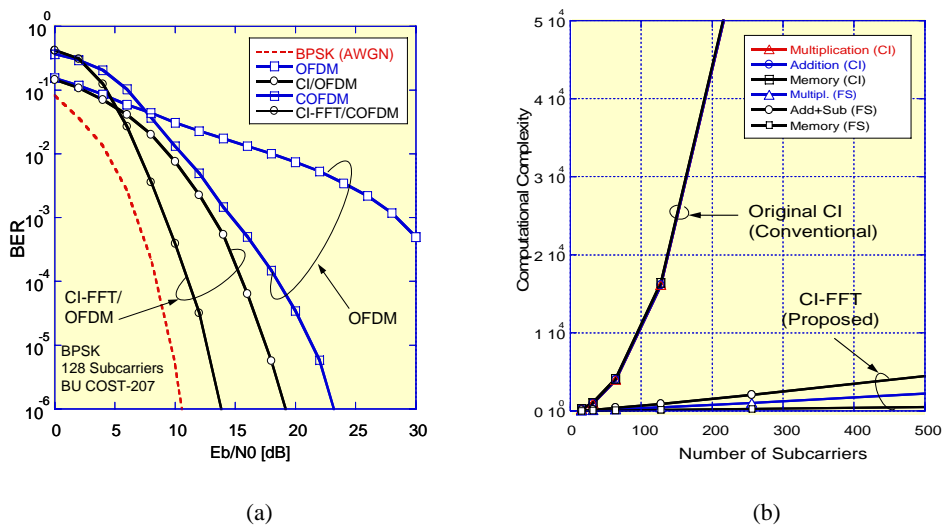 10^0
10^-1
10^-2
10^-3
10^-4
10^-5
10^-6
BER
0
5
10
15
20
25
30
Eb/N0 [dB]
BPSK (AWGN)
OFDM
CI/OFDM
COFDM
CI-FFT/COFDM
CI-FFT/
OFDM
OFDM
BPSK
128 Subcarriers
BU COST-207
(a)
5 10^4
4 10^4
3 10^4
2 10^4
1 10^4
0 10^0
Computational Complexity
0
100
200
300
400
500
Number of Subcarriers
Multiplication (CI)
Addition (CI)
Memory (CI)
Multipl. (FS)
Add+Sub (FS)
Memory (FS)
Original CI
(Conventional)
CI-FFT
(Proposed)
(b)